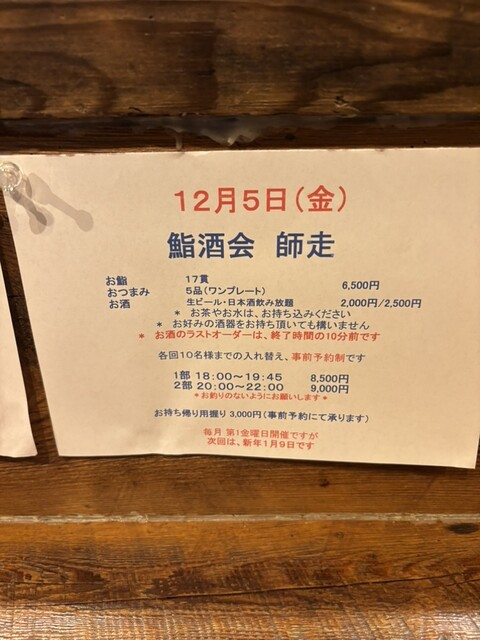 12月5日(金)
鮨酒会 師走
お鮨 17貫
おつまみ 5品(ワンプレート) 6,500円
お酒 生ビール・日本酒飲み放題 2,000円/2,500円
* お茶やお水は、お持ち込みください
* お好みの酒器をお持ち頂いても構いません
* お酒のラストオーダーは、終了時間の10分前です
各回10名様までの入れ替え、事前予約制です
1部 18:00～19:45 8,500円
2部 20:00～22:00 9,000円
*お釣りのないようにお願いします*
お持ち帰り用握り 3,000円(事前予約にて承ります)
毎月 第1金曜日開催ですが
次回は、新年1月9日です